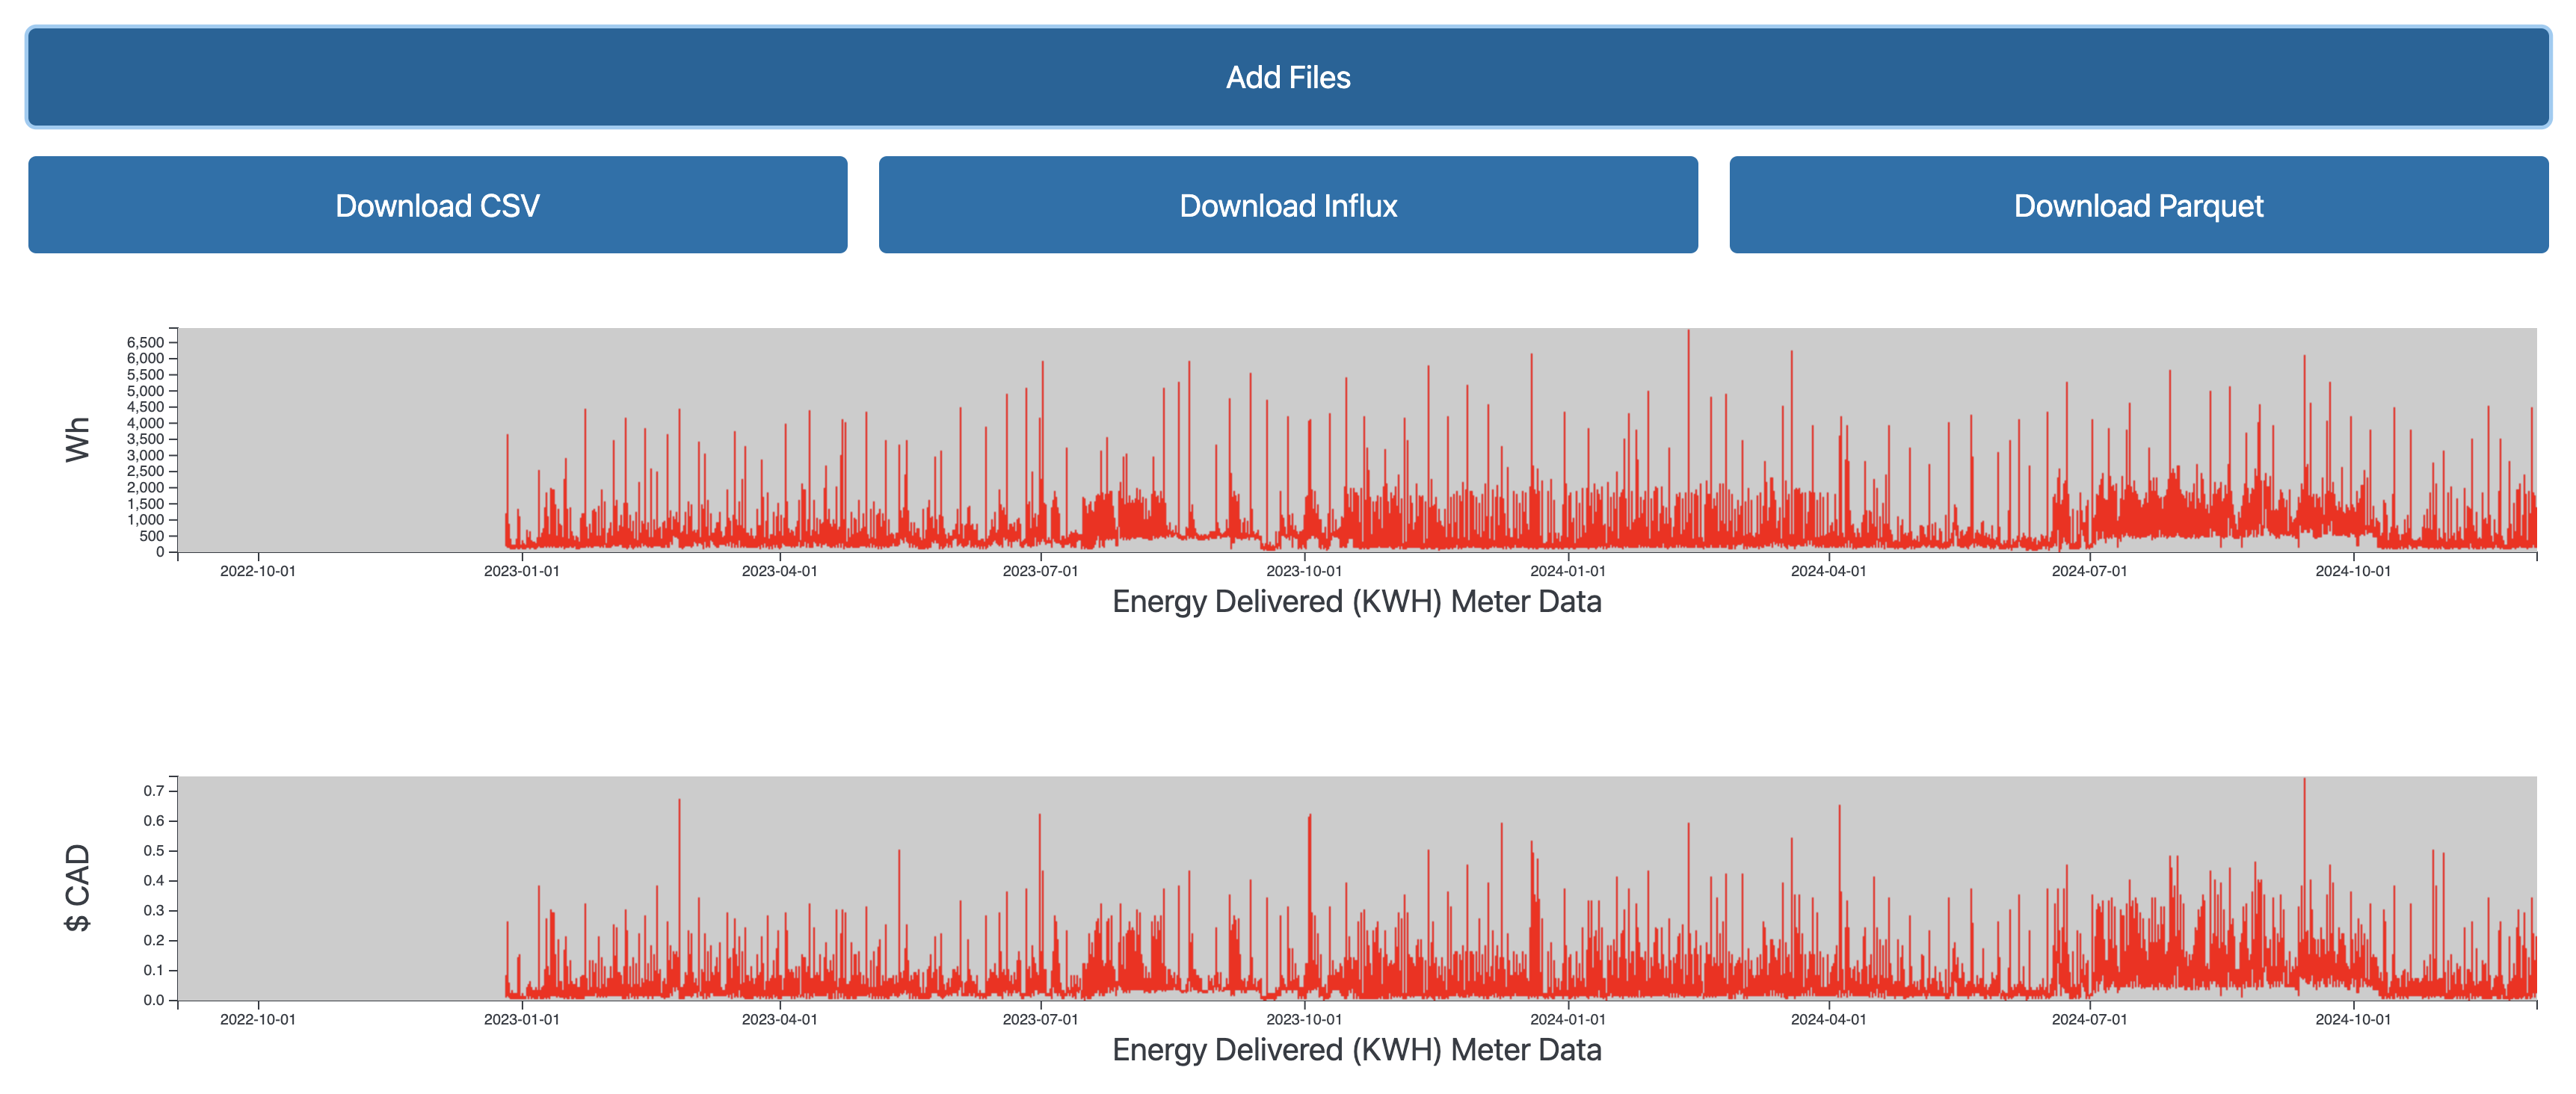 Add Files
Download CSV
Download Influx
Download Parquet
6,500
6,000
5,500
5,000
4,500
4,000
3,500
3,000
2,500
2,000
1,500
1,000
500
0
Wh
2022-10-01 2023-01-01 2023-04-01 2023-07-01 2023-10-01 2024-01-01 2024-04-01 2024-07-01 2024-10-01
Energy Delivered (KWH) Meter Data
0.7
0.6
0.5
0.4
0.3
0.2
0.1
0.0
$ CAD
2022-10-01 2023-01-01 2023-04-01 2023-07-01 2023-10-01 2024-01-01 2024-04-01 2024-07-01 2024-10-01
Energy Delivered (KWH) Meter Data